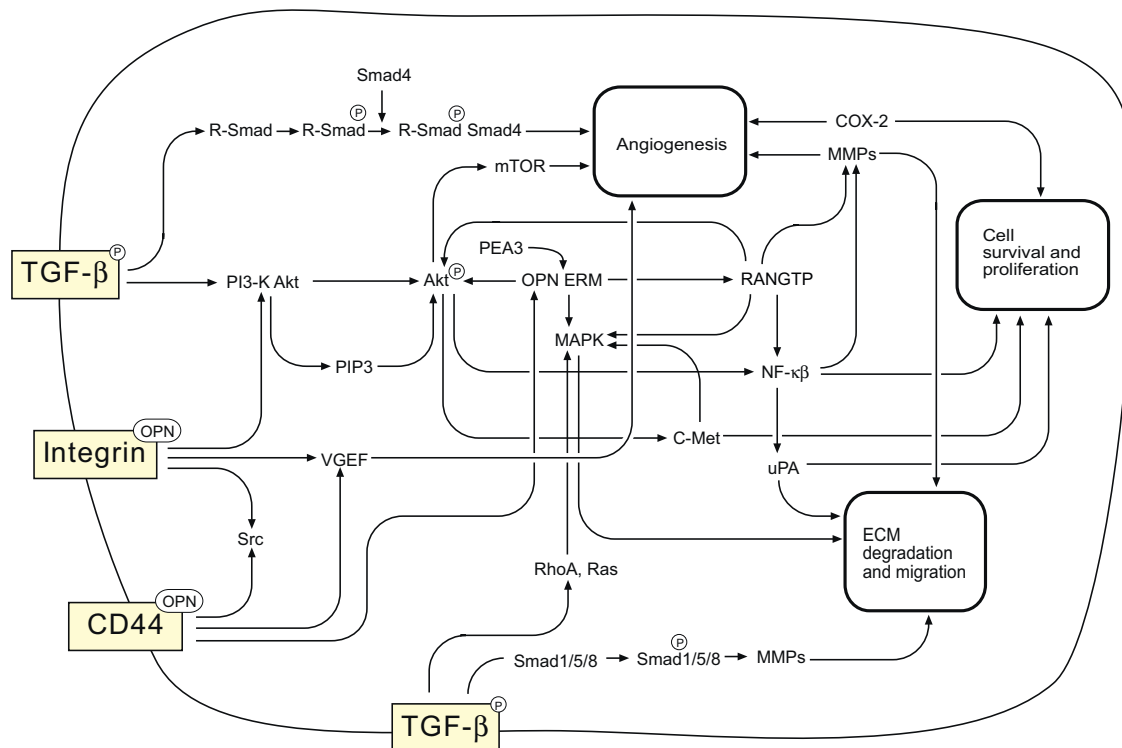 Smad4
P
P
R-Smad
R-Smad
R-Smad Smad4
Angiogenesis
COX-2
MMPs
mTOR
Cell
survival and
proliferation
PEA3
P
TGF-β
PI3-K Akt
Akt
P
OPN ERM
RANGTP
MAPK
PIP3
NF-κβ
OPN
Integrin
C-Met
VGEF
uPA
Src
ECM
degradation
and migration
RhoA, Ras
OPN
CD44
P
Smad1/5/8
Smad1/5/8
MMPs
P
TGF-β